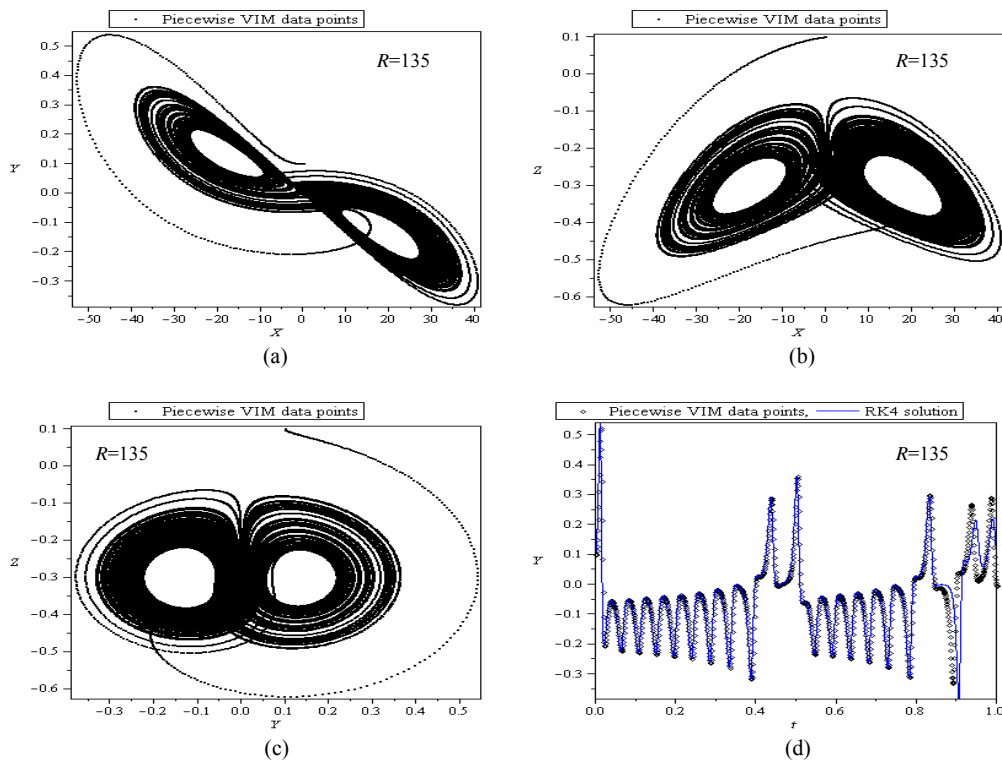 Piecewise VIM data points
R=135
0.5
0.4
0.3
0.2
Y
0.1
0.0
−0.1
−0.2
−0.3
−50 −40 −30 −20 −10 0 10 20 30 40
X
(a)
Piecewise VIM data points
0.1
R=135
0.0
−0.1
−0.2
Z
−0.3
−0.4
−0.5
−0.6
−50 −40 −30 −20 −10 0 10 20 30 40
X
(b)
Piecewise VIM data points
0.1
R=135
0.0
−0.1
−0.2
Z
−0.3
−0.4
−0.5
−0.6
−0.3 −0.2 −0.1 0.0 0.1 0.2 0.3 0.4 0.5
Y
(c)
Piecewise VIM data points, RK4 solution
0.5
R=135
0.4
0.3
0.2
Y
0.1
0.0
−0.1
−0.2
−0.3
0.0 0.2 0.4 0.6 0.8 1.0
t
(d)